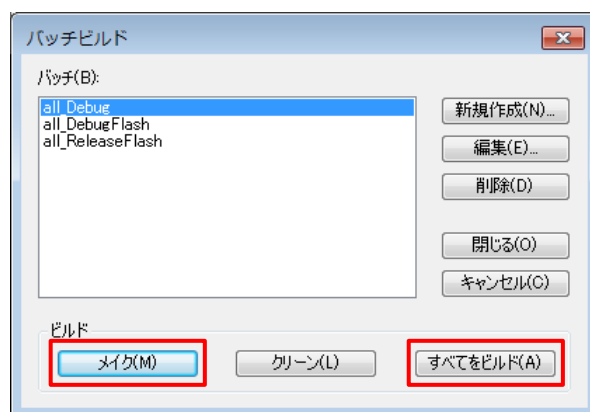 バッチビルド
バッチ(B):
all_Debug
all_DebugFlash
all_ReleaseFlash
新規作成(N)...
編集(E)...
削除(D)
閉じる(O)
キャンセル(C)
ビルド
メイク(M)
クリーン(L)
すべてをビルド(A)